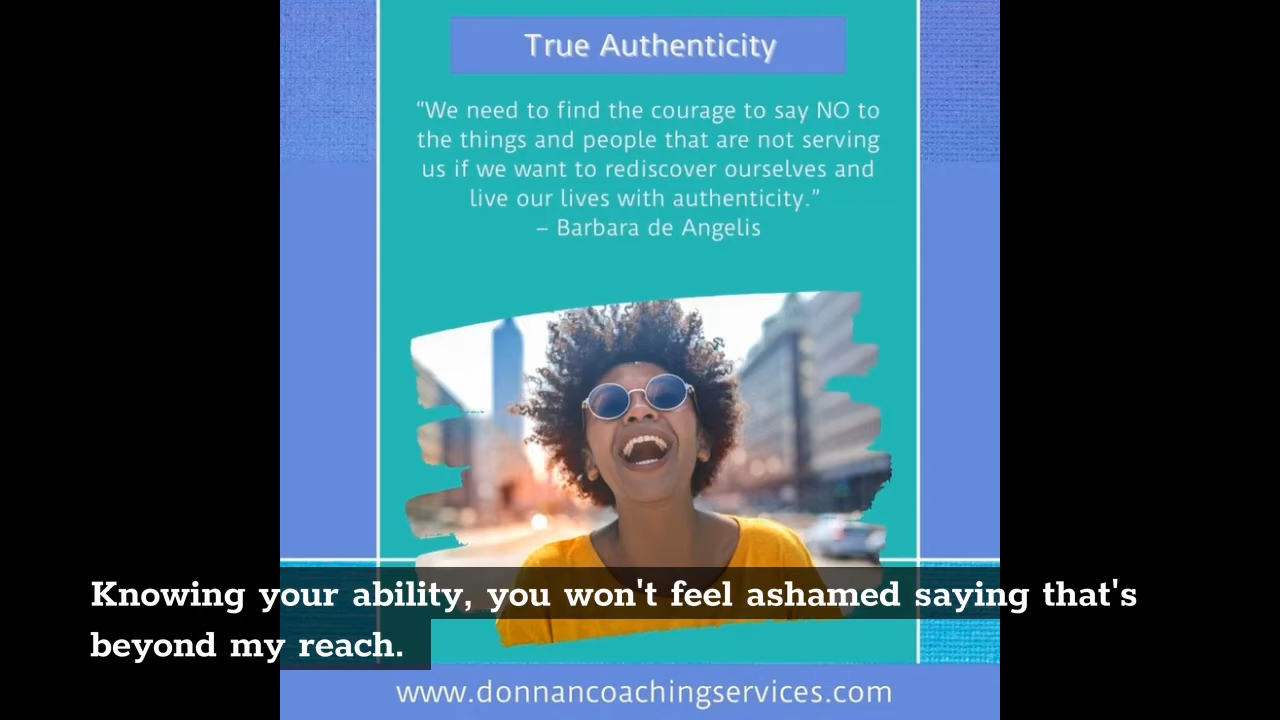 True Authenticity
“We need to find the courage to say NO to
the things and people that are not serving
us if we want to rediscover ourselves and
live our lives with authenticity.”
– Barbara de Angelis
Knowing your ability, you won't feel ashamed saying that's
beyond my reach.
www.donnancoachingservices.com